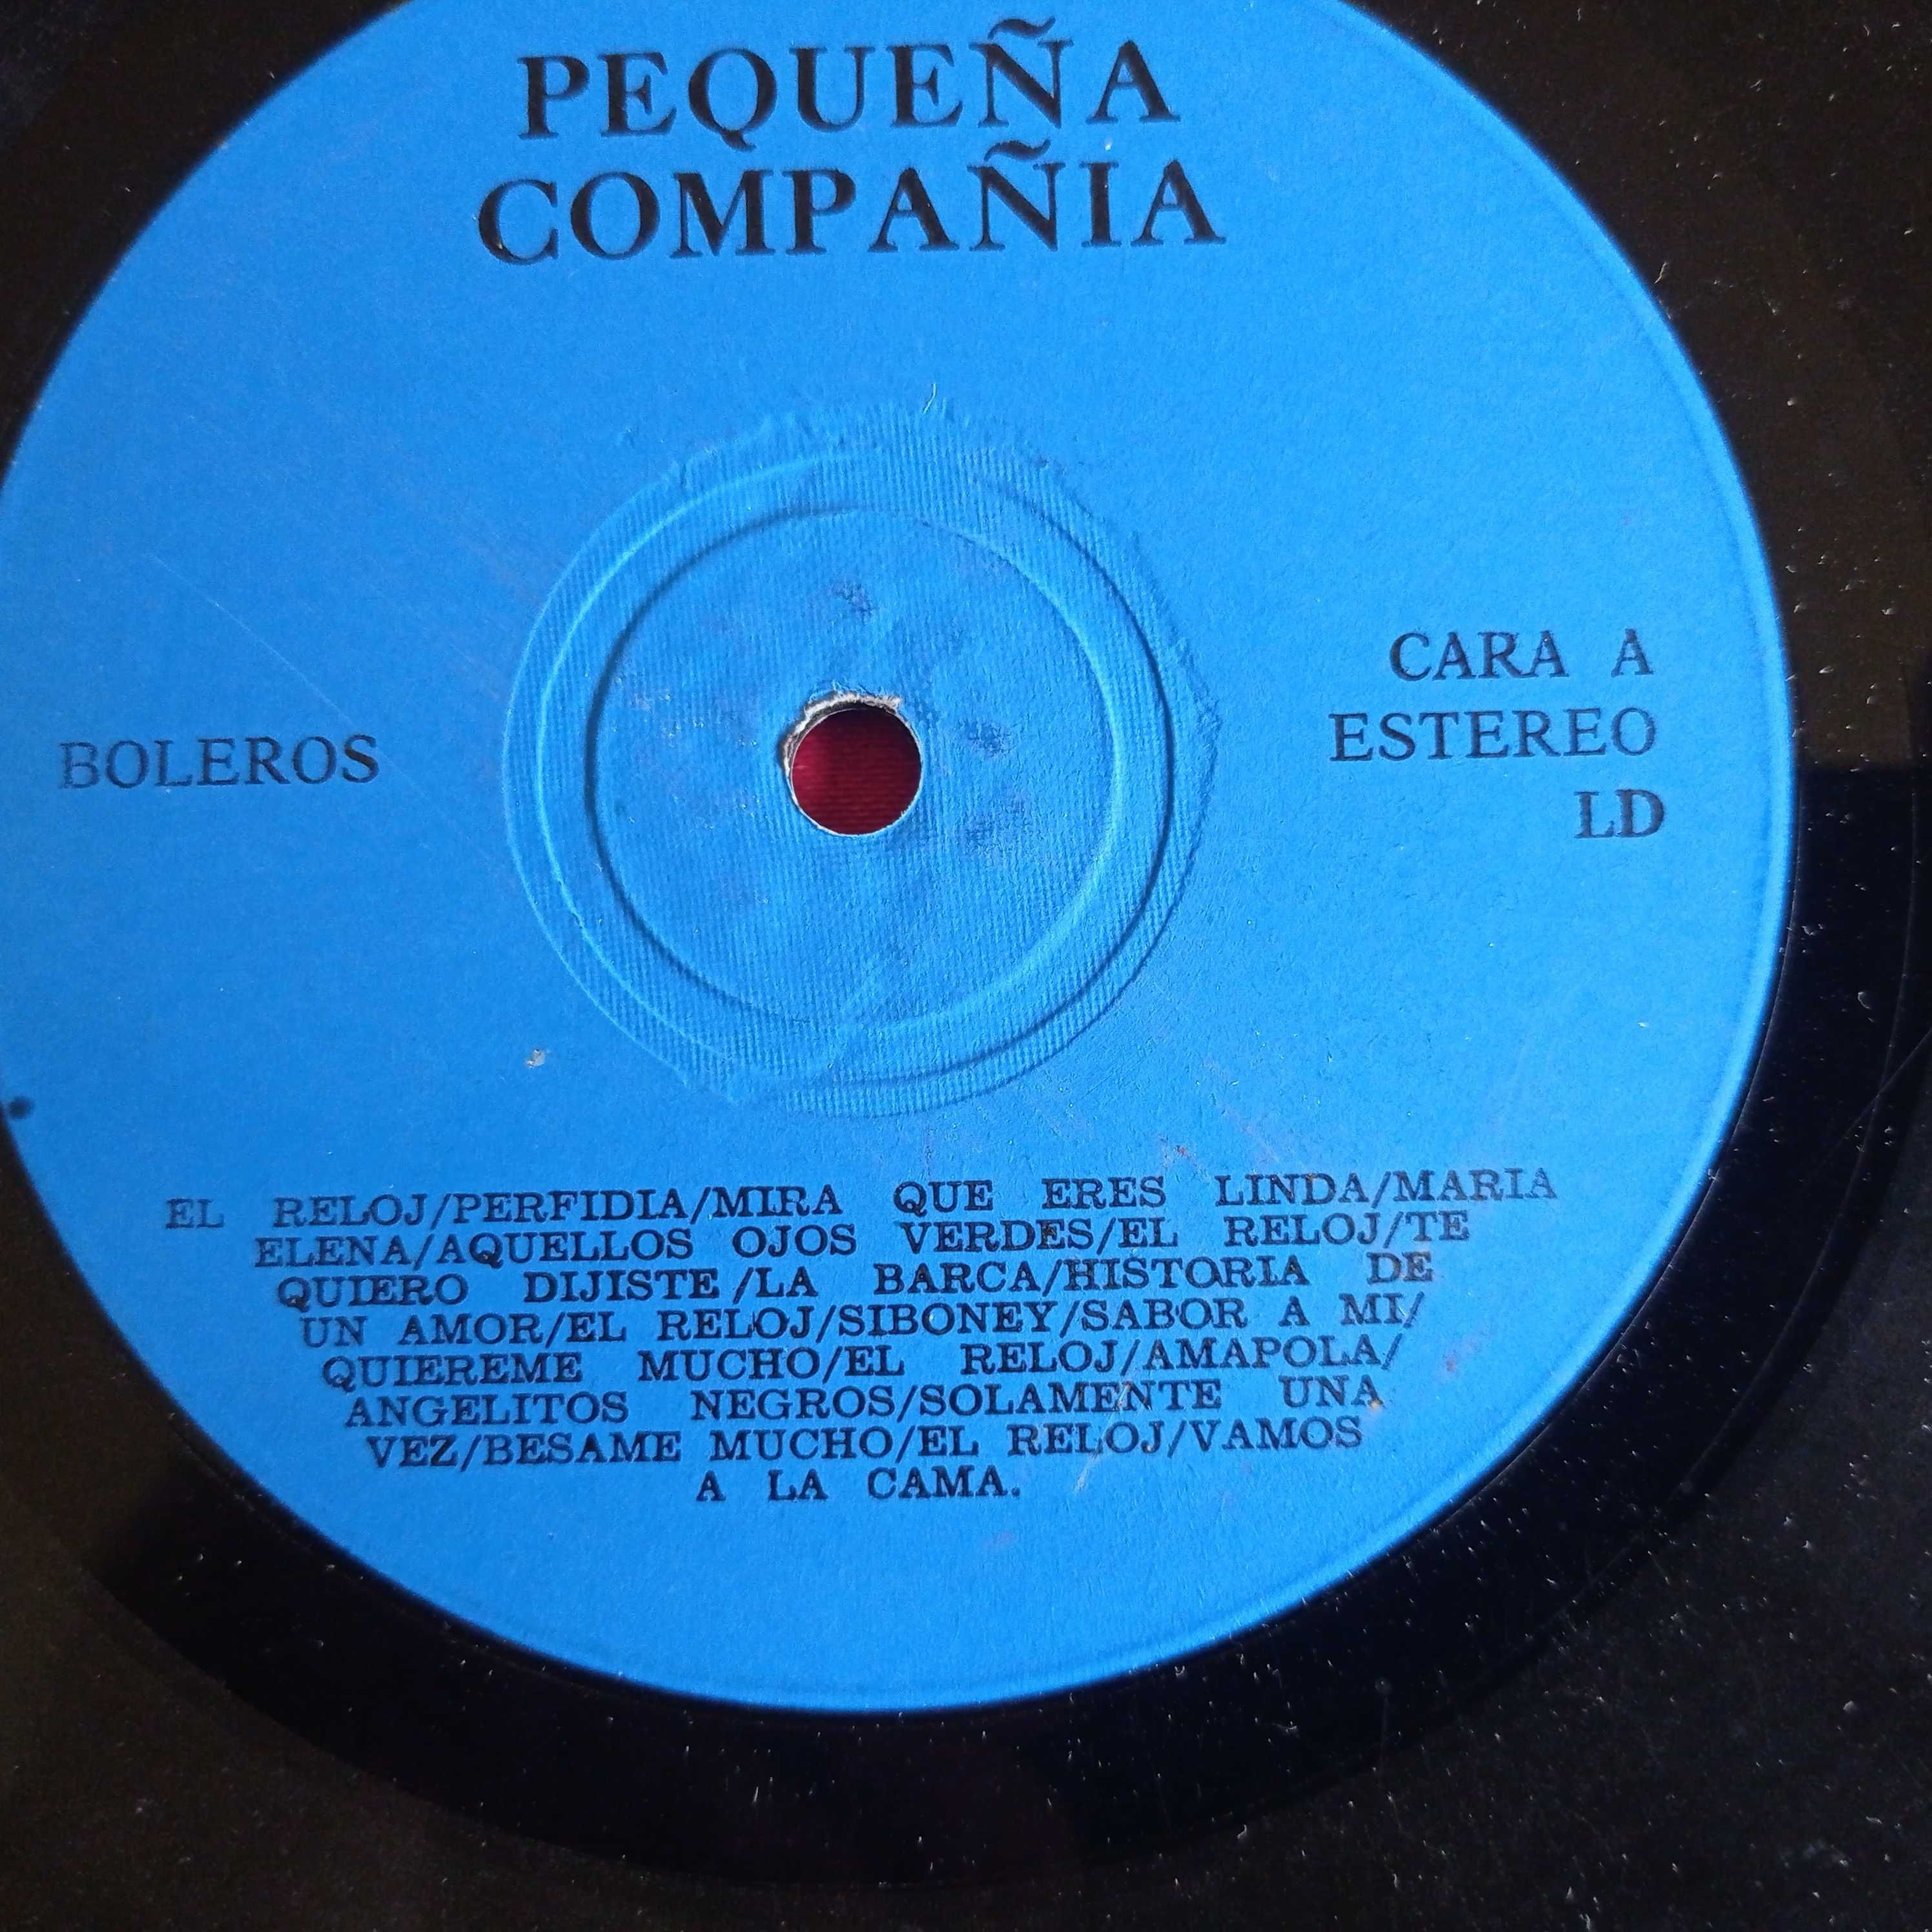 PEQUEÑA
COMPAÑIA
BOLEROS
CARA A
ESTEREO
LD
EL RELOJ/PERFIDIA/MIRA QUE ERES LINDA/MARIA
ELENA/AQUELLOS OJOS VERDES/EL RELOJ/TE
QUIERO DIJISTE/LA BARCA/HISTORIA DE
UN AMOR/EL RELOJ/SIBONEY/SABOR A MI/
QUIEREME MUCHO/EL RELOJ/AMAPOLA/
ANGELITOS NEGROS/SOLAMENTE UNA
VEZ/BESAME MUCHO/EL RELOJ/VAMOS
A LA CAMA.